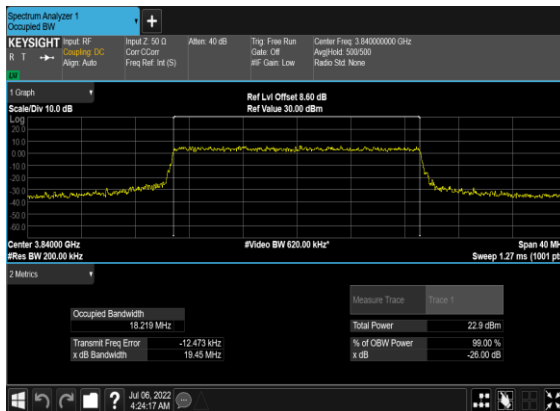 Spectrum Analyzer 1
Occupied BW
KEYSIGHT
R T
Input: RF
Coupling: DC
Align: Auto
Input Z: 50 Ω
Corr CCorr
Freq Ref: Int (S)
Atten: 40 dB
Trig: Free Run
Gate: Off
#IF Gain: Low
Center Freq: 3.840000000 GHz
Avg|Hold: 500/500
Radio Std: None
1 Graph
Scale/Div 10.0 dB
Ref Lvl Offset 8.60 dB
Ref Value 30.00 dBm
Log
20.0
10.0
0.00
-10.0
-20.0
-30.0
-40.0
-50.0
-60.0
Center 3.84000 GHz
#Res BW 200.00 kHz
#Video BW 620.00 kHz*
Span 40 MH
Sweep 1.27 ms (1001 pts
2 Metrics
Measure Trace
Trace 1
Occupied Bandwidth
18.219 MHz
Total Power
22.9 dBm
Transmit Freq Error
-12.473 kHz
% of OBW Power
99.00 %
x dB Bandwidth
19.45 MHz
x dB
-26.00 dB
?
Jul 06, 2022
4:24:17 AM